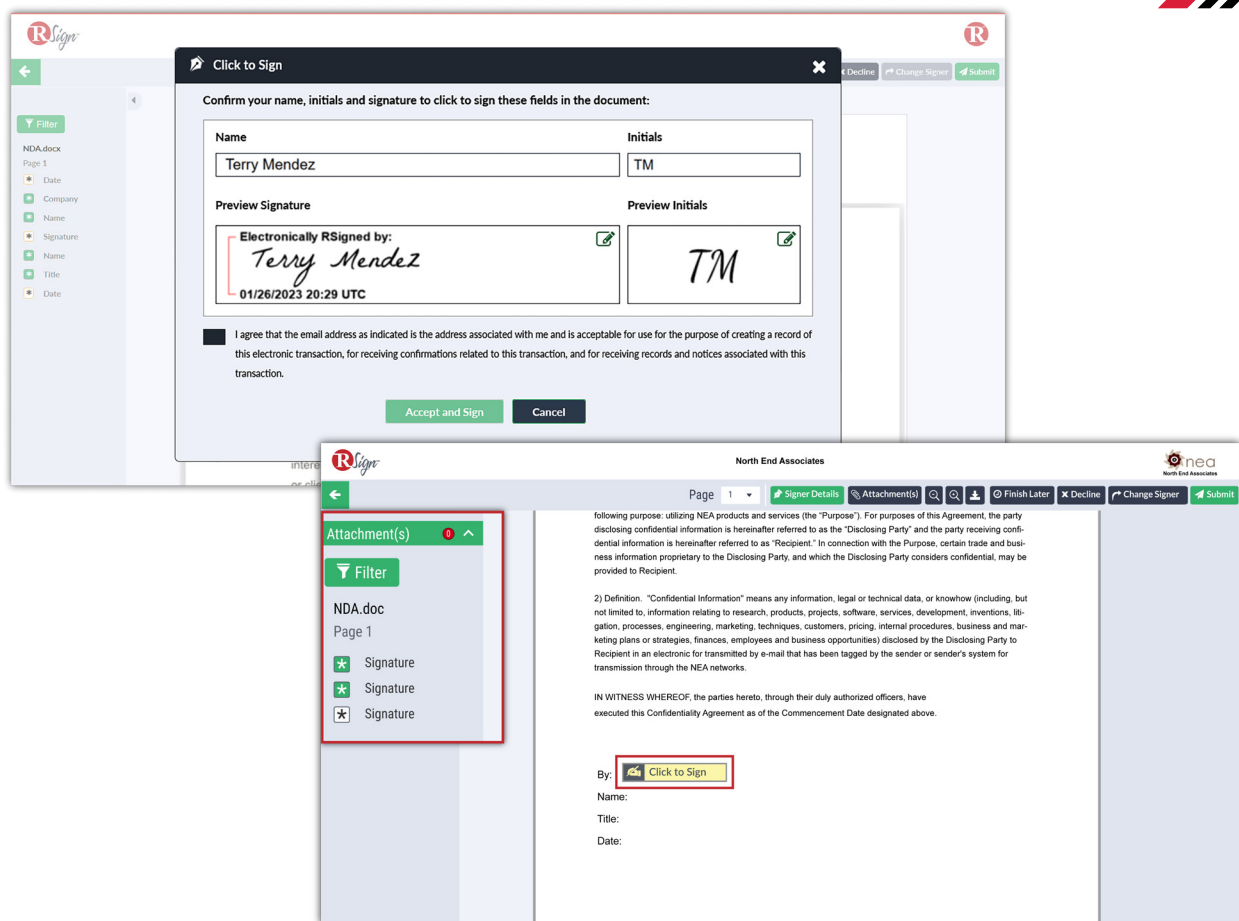 RSign
R
Click to Sign
Decline
Change Signer
Submit
Confirm your name, initials and signature to click to sign these fields in the document:
Filter
NDA.docx
Page 1
Date
Company
Name
Signature
Name
Title
Date
Name
Initials
Terry Mendez
TM
Preview Signature
Preview Initials
Electronically RSigned by:
Terry Mendez
01/26/2023 20:29 UTC
TM
I agree that the email address as indicated is the address associated with me and is acceptable for use for the purpose of creating a record of
this electronic transaction, for receiving confirmations related to this transaction, and for receiving records and notices associated with this
transaction.
Accept and Sign
Cancel
RSign
North End Associates
nea
North End Associates
Page 1
Signer Details
Attachment(s)
Finish Later
Decline
Change Signer
Submit
Attachment(s) 0
Filter
NDA.doc
Page 1
Signature
Signature
Signature
following purpose: utilizing NEA products and services (the “Purpose”). For purposes of this Agreement, the party
disclosing confidential information is hereinafter referred to as the “Disclosing Party” and the party receiving confi-
dential information is hereinafter referred to as “Recipient.” In connection with the Purpose, certain trade and busi-
ness information proprietary to the Disclosing Party, and which the Disclosing Party considers confidential, may be
provided to Recipient.
2) Definition. "Confidential Information" means any information, legal or technical data, or knowhow (including, but
not limited to, information relating to research, products, projects, software, services, development, inventions, liti-
gation, processes, engineering, marketing, techniques, customers, pricing, internal procedures, business and mar-
keting plans or strategies, finances, employees and business opportunities) disclosed by the Disclosing Party to
Recipient in an electronic for transmitted by e-mail that has been tagged by the sender or sender's system for
transmission through the NEA networks.
IN WITNESS WHEREOF, the parties hereto, through their duly authorized officers, have
executed this Confidentiality Agreement as of the Commencement Date designated above.
By: Click to Sign
Name:
Title:
Date: